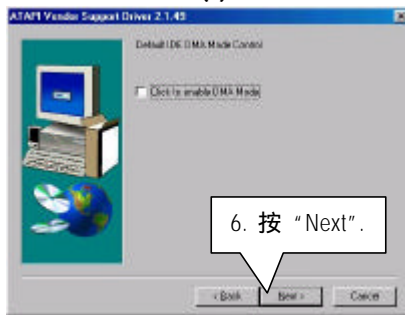 ATAPI Vendor Support Driver 2.1.45
Default IDE DMA Mode Control
Click to enable DMA Mode
6. 按 “Next”.
< Back
Next >
Cancel